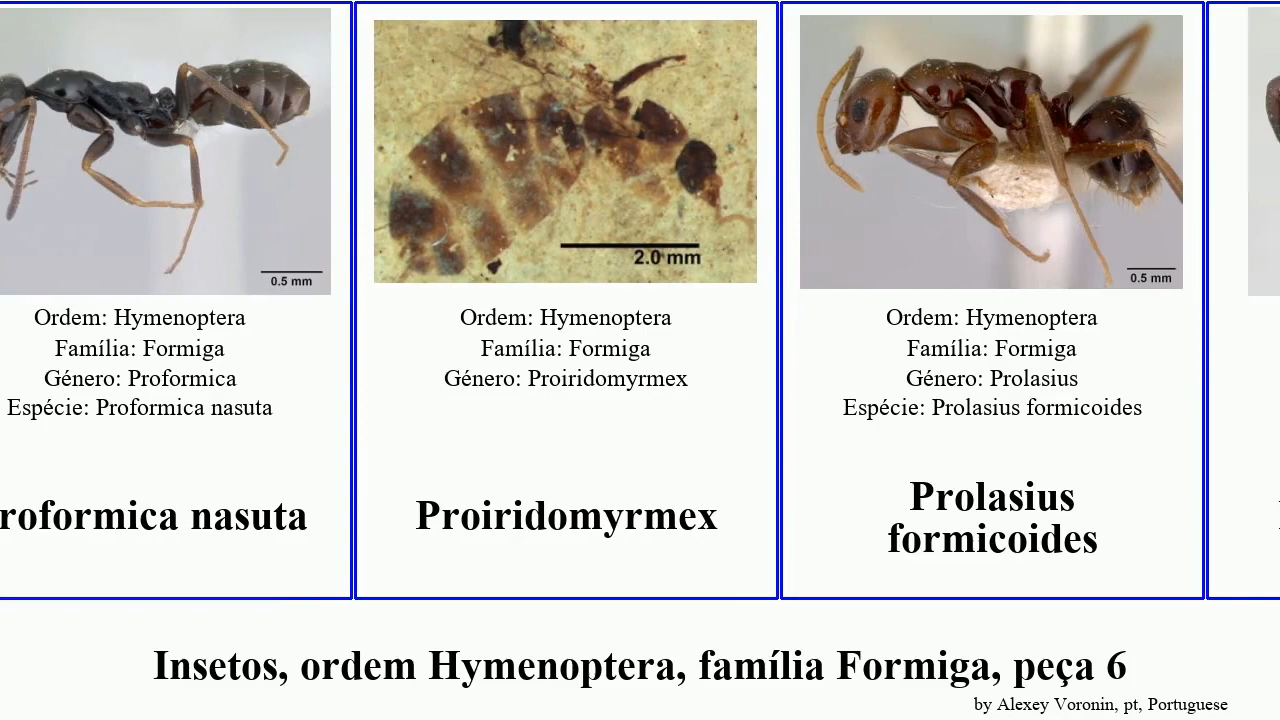 0.5 mm
Ordem: Hymenoptera
Família: Formiga
Género: Proformica
Espécie: Proformica nasuta
roformica nasuta
2.0 mm
Ordem: Hymenoptera
Família: Formiga
Género: Proiridomyrmex
Proiridomyrmex
0.5 mm
Ordem: Hymenoptera
Família: Formiga
Género: Prolasius
Espécie: Prolasius formicoides
Prolasius
formicoides
Insetos, ordem Hymenoptera, família Formiga, peça 6
by Alexey Voronin, pt, Portuguese